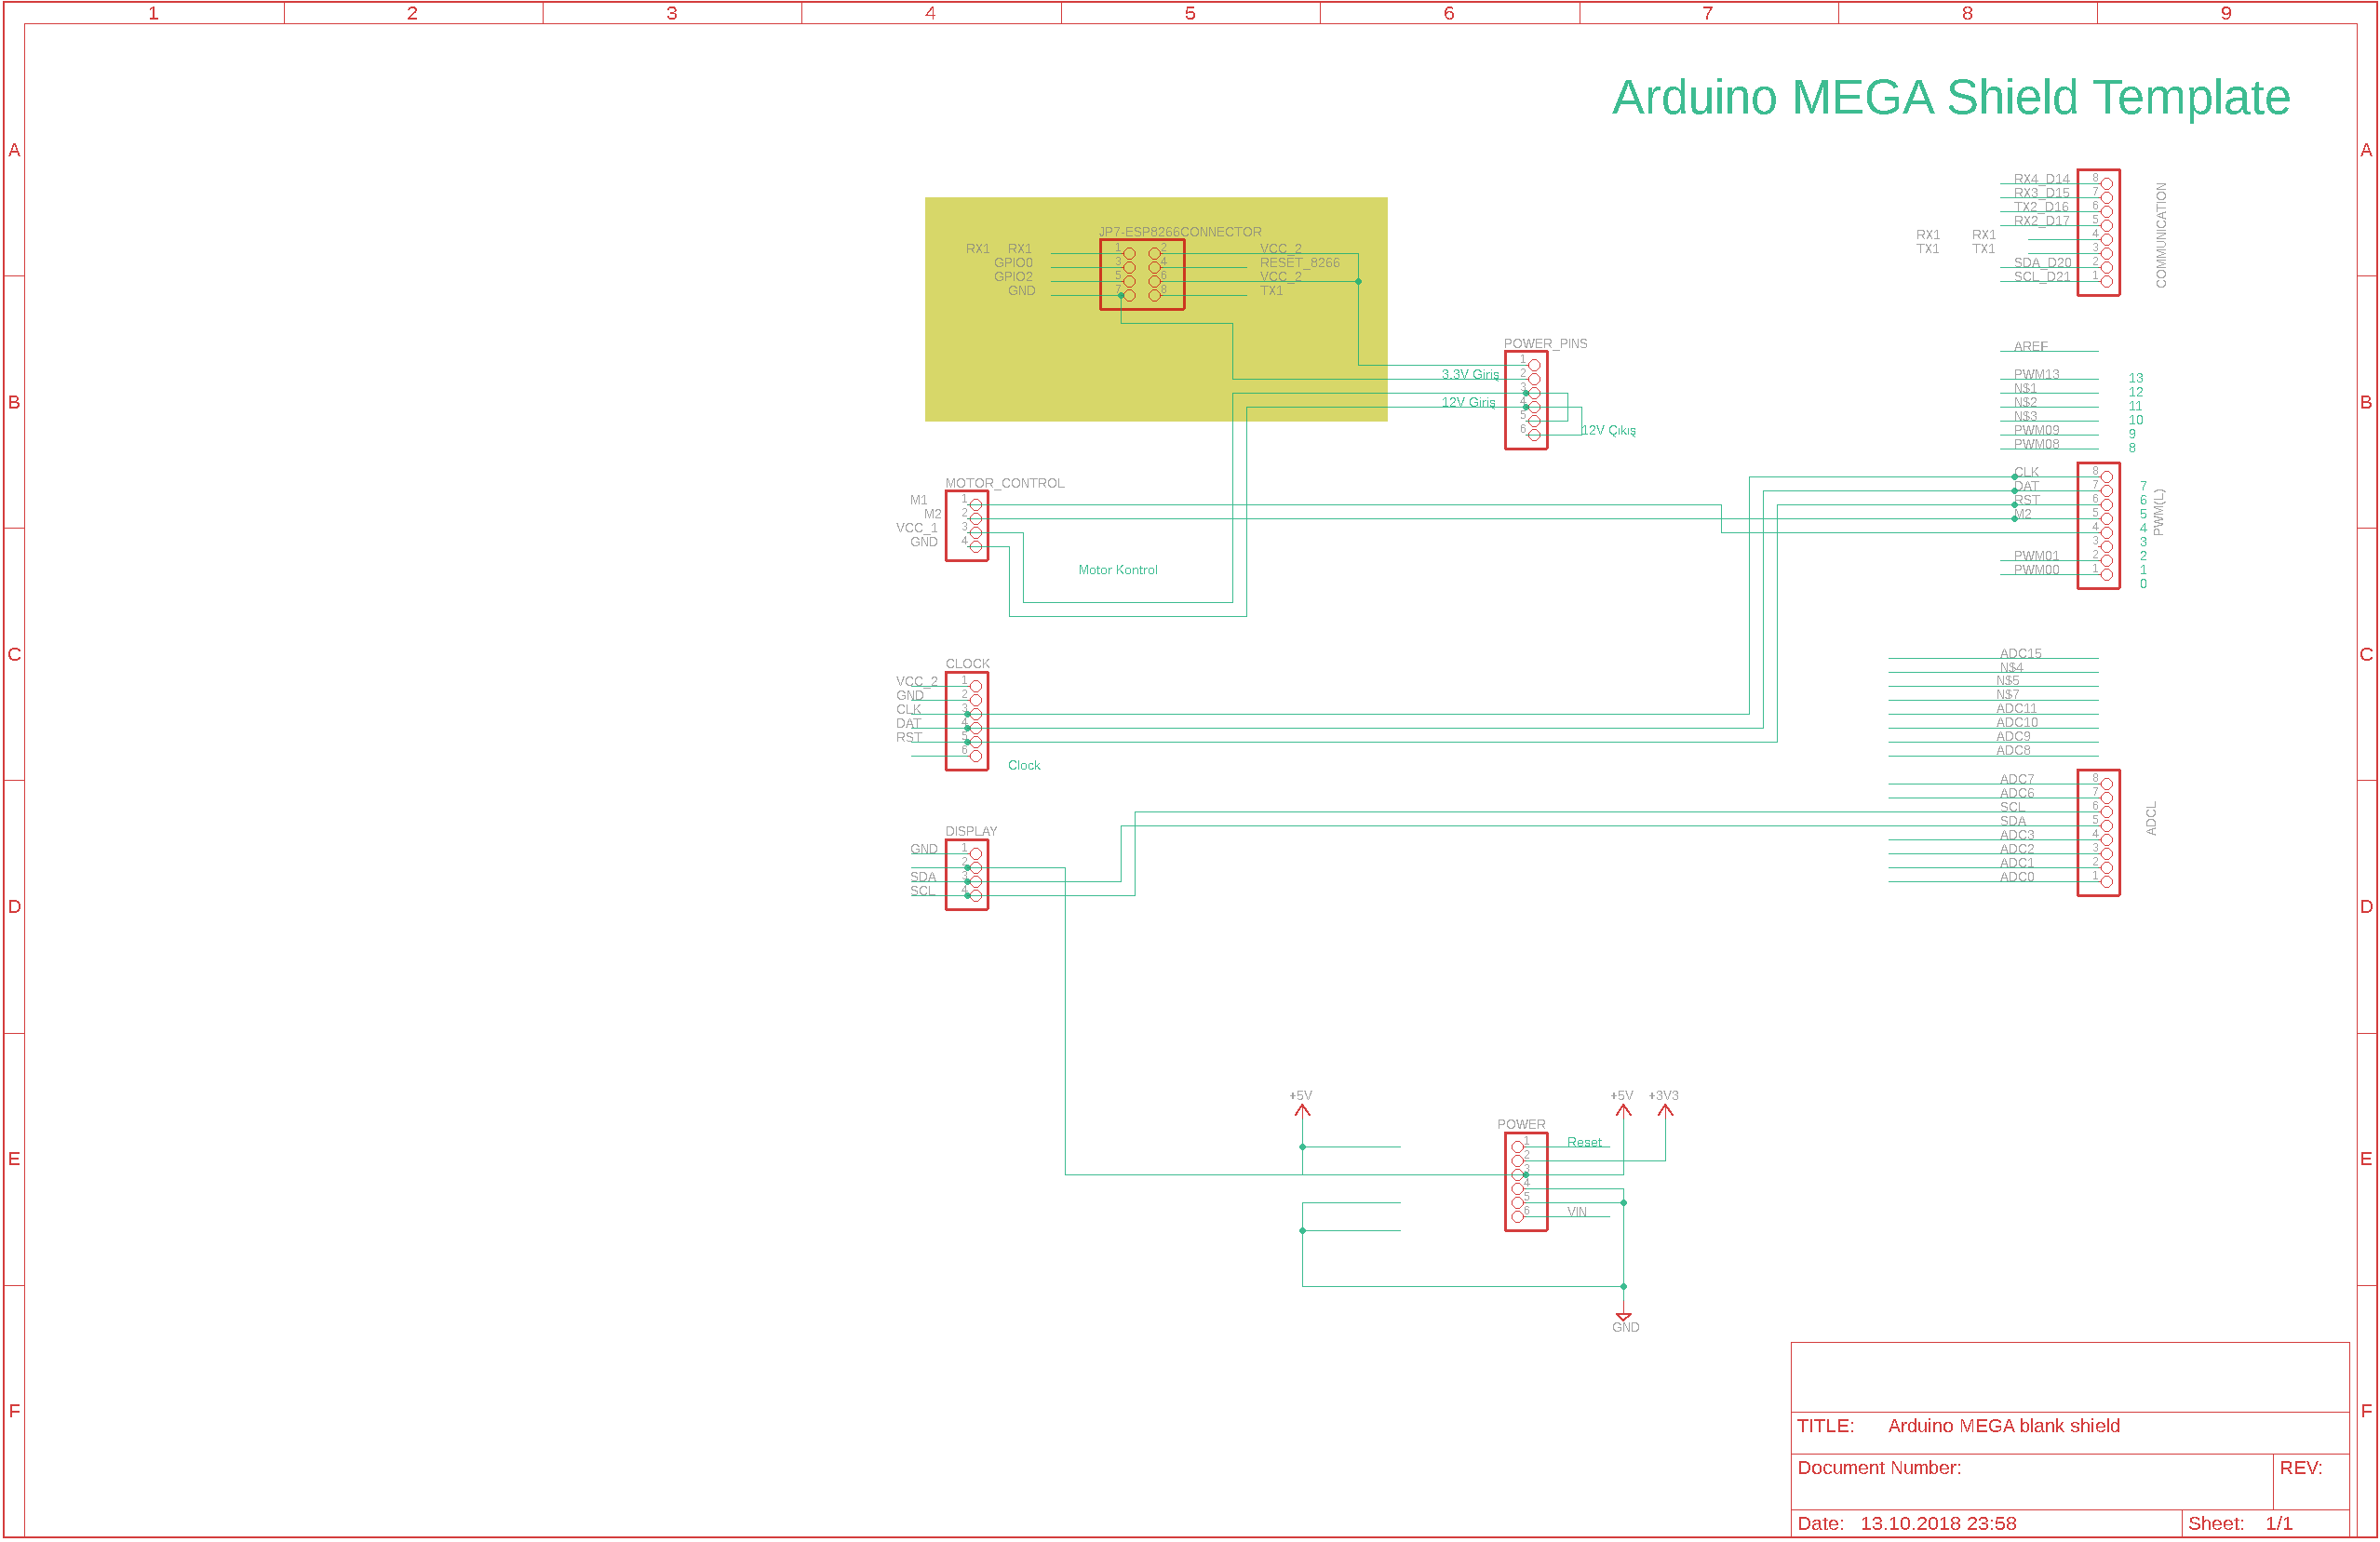 1 2 3 4 5 6 7 8 9
Arduino MEGA Shield Template
A A
B B
C C
D D
E E
F F
JP7-ESP8266CONNECTOR
RX1 RX1 1 2 VCC_2
GPIO0 3 4 RESET_8266
GPIO2 5 6 VCC_2
GND 7 8 TX1
RX4_D14 8
RX3_D15 7
TX2_D16 6
RX2_D17 5
RX1 RX1 4
TX1 TX1 3
SDA_D20 2
SCL_D21 1
COMMUNICATION
POWER_PINS
1
3.3V Giriş 2
3
12V Giriş 4
5
6 12V Çıkış
AREF
PWM13 13
N$1 12
N$2 11
N$3 10
PWM09 9
PWM08 8
MOTOR_CONTROL
M1 1
M2 2
VCC_1 3
GND 4
Motor Kontrol
CLK 8
DAT 7 7
RST 6 6
M2 5 5
4 4
3 3
PWM01 2 2
PWM00 1 1
0
PWM(L)
CLOCK
VCC_2 1
GND 2
CLK 3
DAT 4
RST 5
6
Clock
ADC15
N$4
N$5
N$7
ADC11
ADC10
ADC9
ADC8
ADC7 8
ADC6 7
SCL 6
SDA 5
ADC3 4
ADC2 3
ADC1 2
ADC0 1
ADCL
DISPLAY
GND 1
2
SDA 3
SCL 4
+5V +5V +3V3
POWER
1 Reset
2
3
4
5
6 VIN
GND
TITLE: Arduino MEGA blank shield
Document Number: REV:
Date: 13.10.2018 23:58 Sheet: 1/1